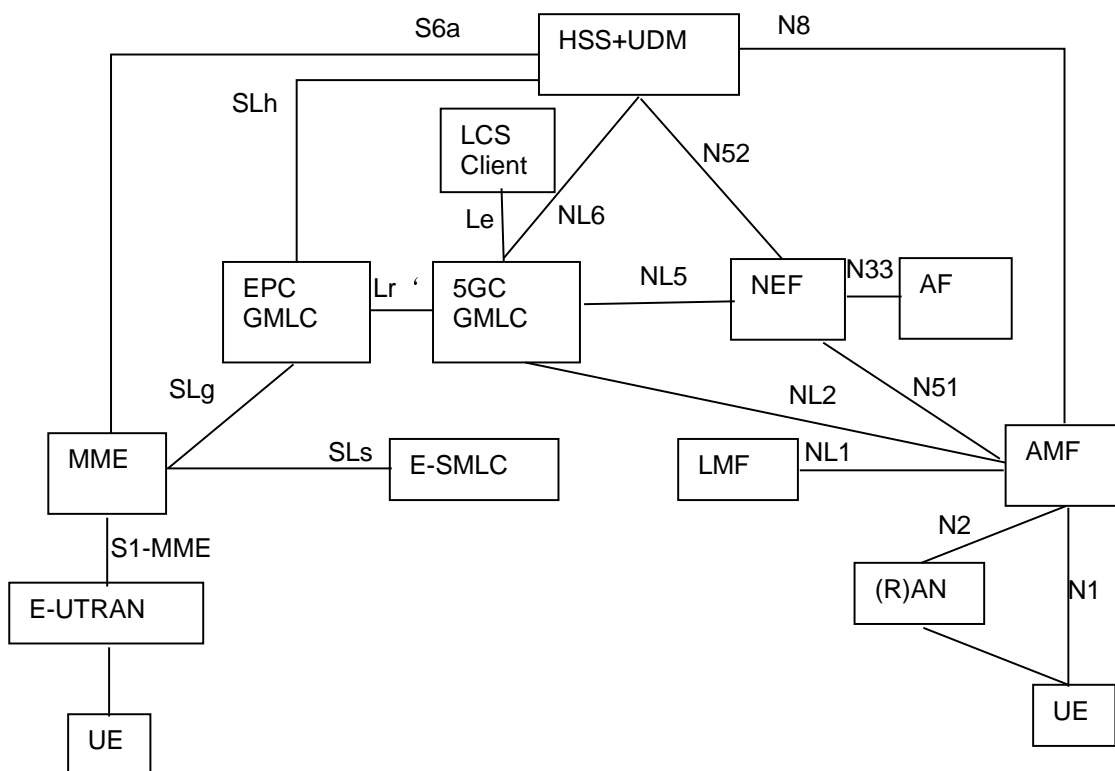 S6a
HSS+UDM
N8
SLh
LCS
Client
N52
Le
NL6
EPC
GMLC
Lr ‘
5GC
GMLC
NL5
NEF
N33
AF
SLg
NL2
N51
MME
SLs
E-SMLC
LMF
NL1
AMF
S1-MME
N2
E-UTRAN
(R)AN
N1
UE
UE